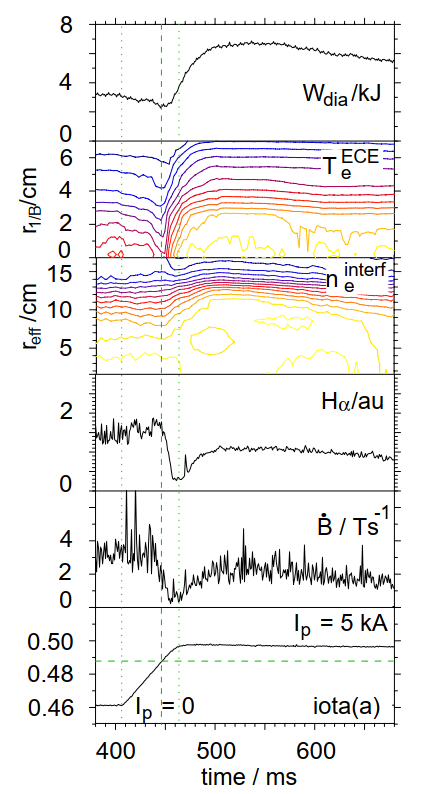 8
4
0
W_dia/kJ
6
4
2
0
r_1/B/cm
T_e^ECE
15
10
5
r_eff/cm
n_e^interf
2
0
Hα/au
4
2
0
Ḃ / Ts^-1
0.50
0.48
0.46
I_p = 5 kA
I_p = 0
iota(a)
400 500 600
time / ms